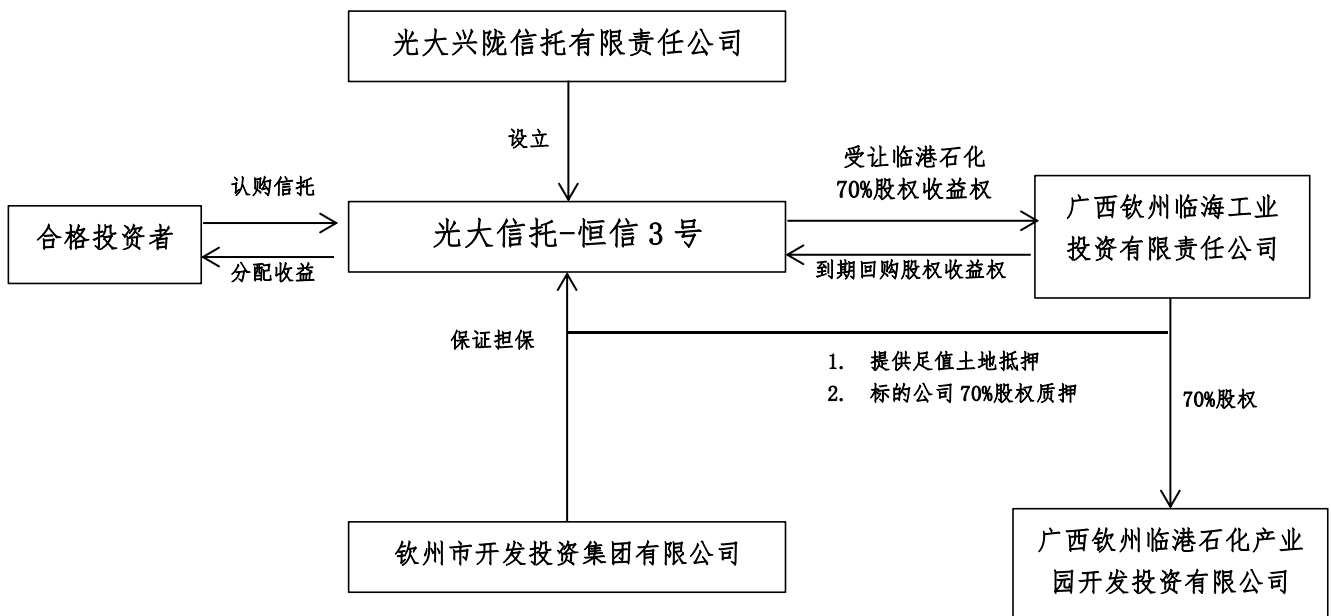 光大兴陇信托有限责任公司
设立
受让临港石化
70%股权收益权
认购信托
合格投资者
分配收益
光大信托-恒信 3 号
广西钦州临海工业
投资有限责任公司
到期回购股权收益权
保证担保
1. 提供足值土地抵押
2. 标的公司 70%股权质押
70%股权
钦州市开发投资集团有限公司
广西钦州临港石化产业
园开发投资有限公司